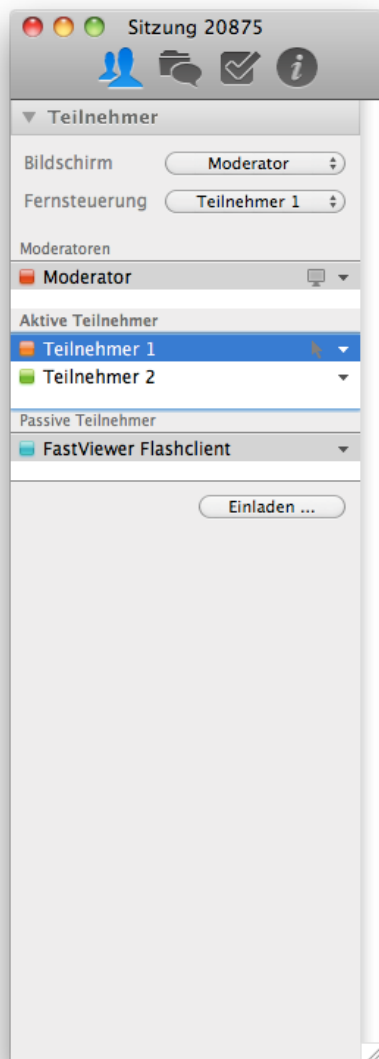 Sitzung 20875
Teilnehmer
Bildschirm Moderator
Fernsteuerung Teilnehmer 1
Moderatoren
Moderator
Aktive Teilnehmer
Teilnehmer 1
Teilnehmer 2
Passive Teilnehmer
FastViewer Flashclient
Einladen ...